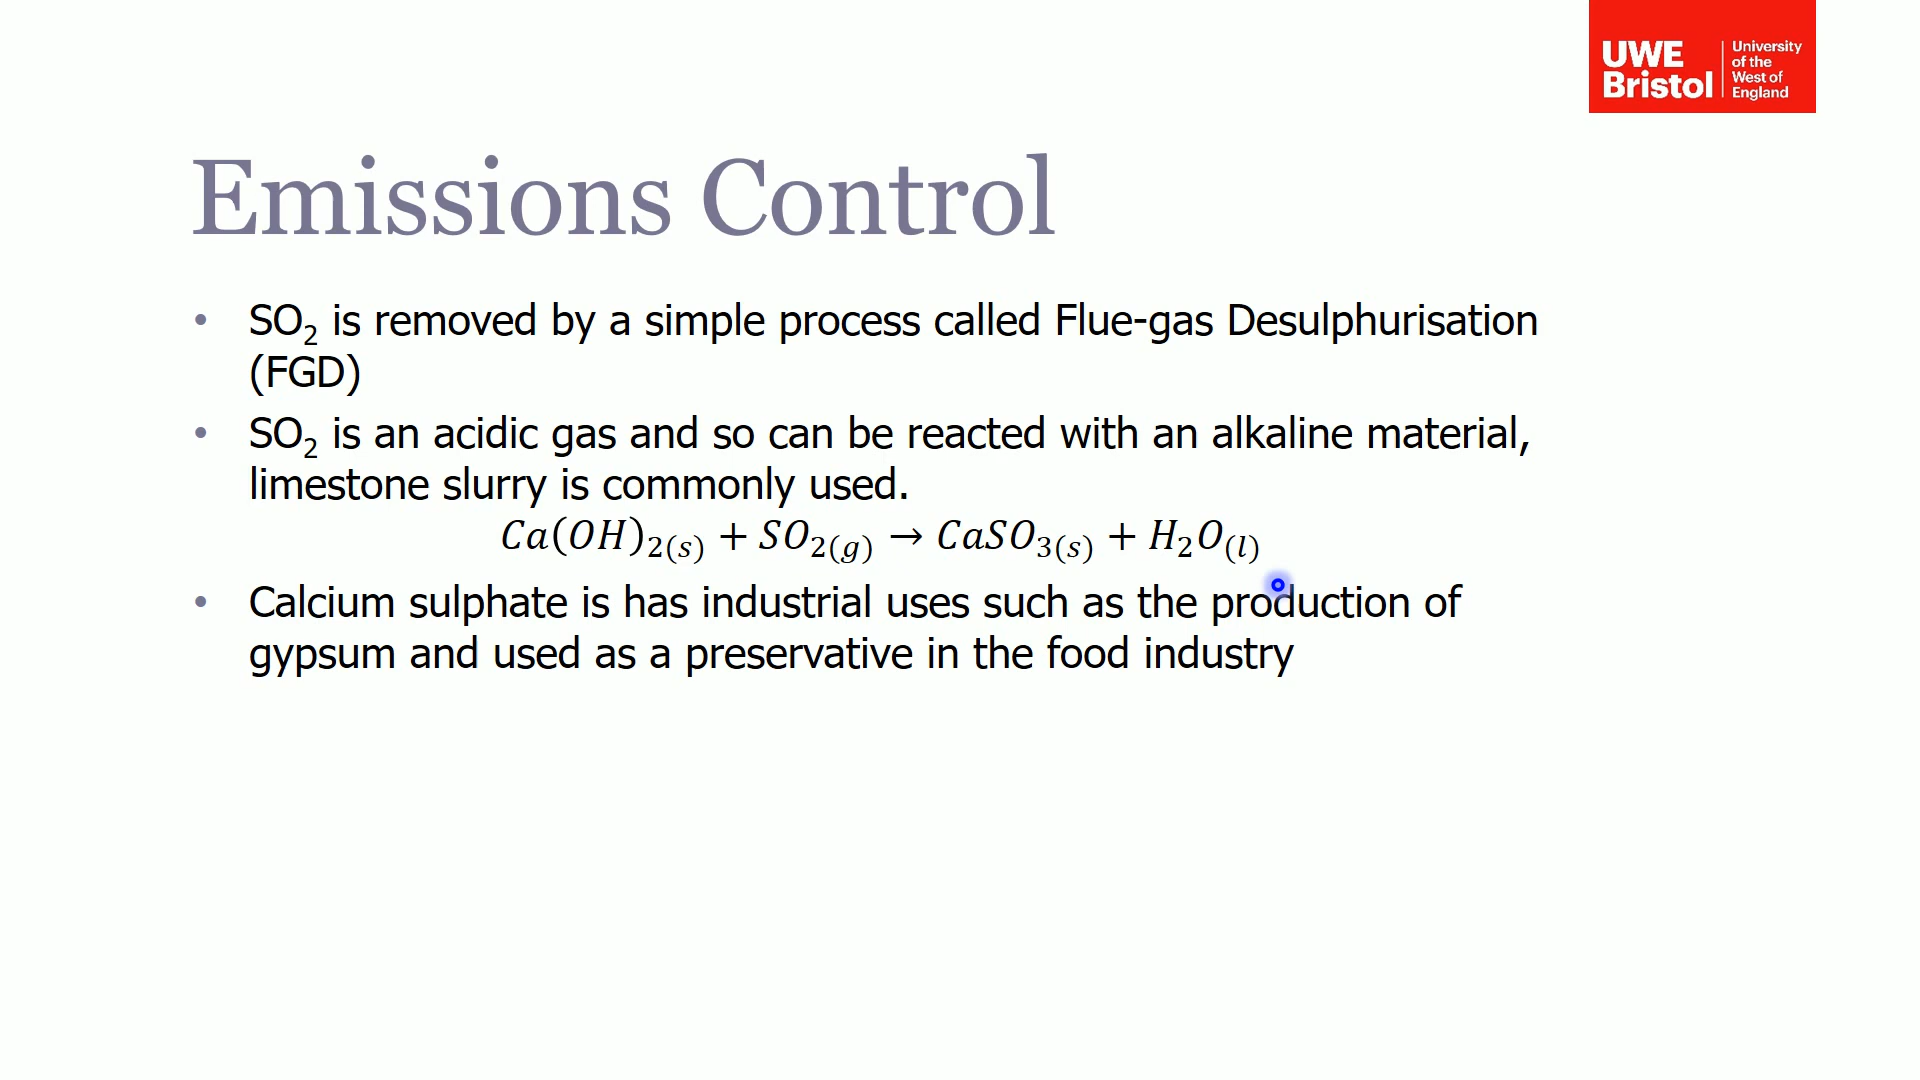 UWE
Bristol
University
of the
West of
England
Emissions Control
• SO₂ is removed by a simple process called Flue-gas Desulphurisation
(FGD)
• SO₂ is an acidic gas and so can be reacted with an alkaline material,
limestone slurry is commonly used.
Ca(OH)₂(s) + SO₂(g) → CaSO₃(s) + H₂O(l)
• Calcium sulphate is has industrial uses such as the production of
gypsum and used as a preservative in the food industry